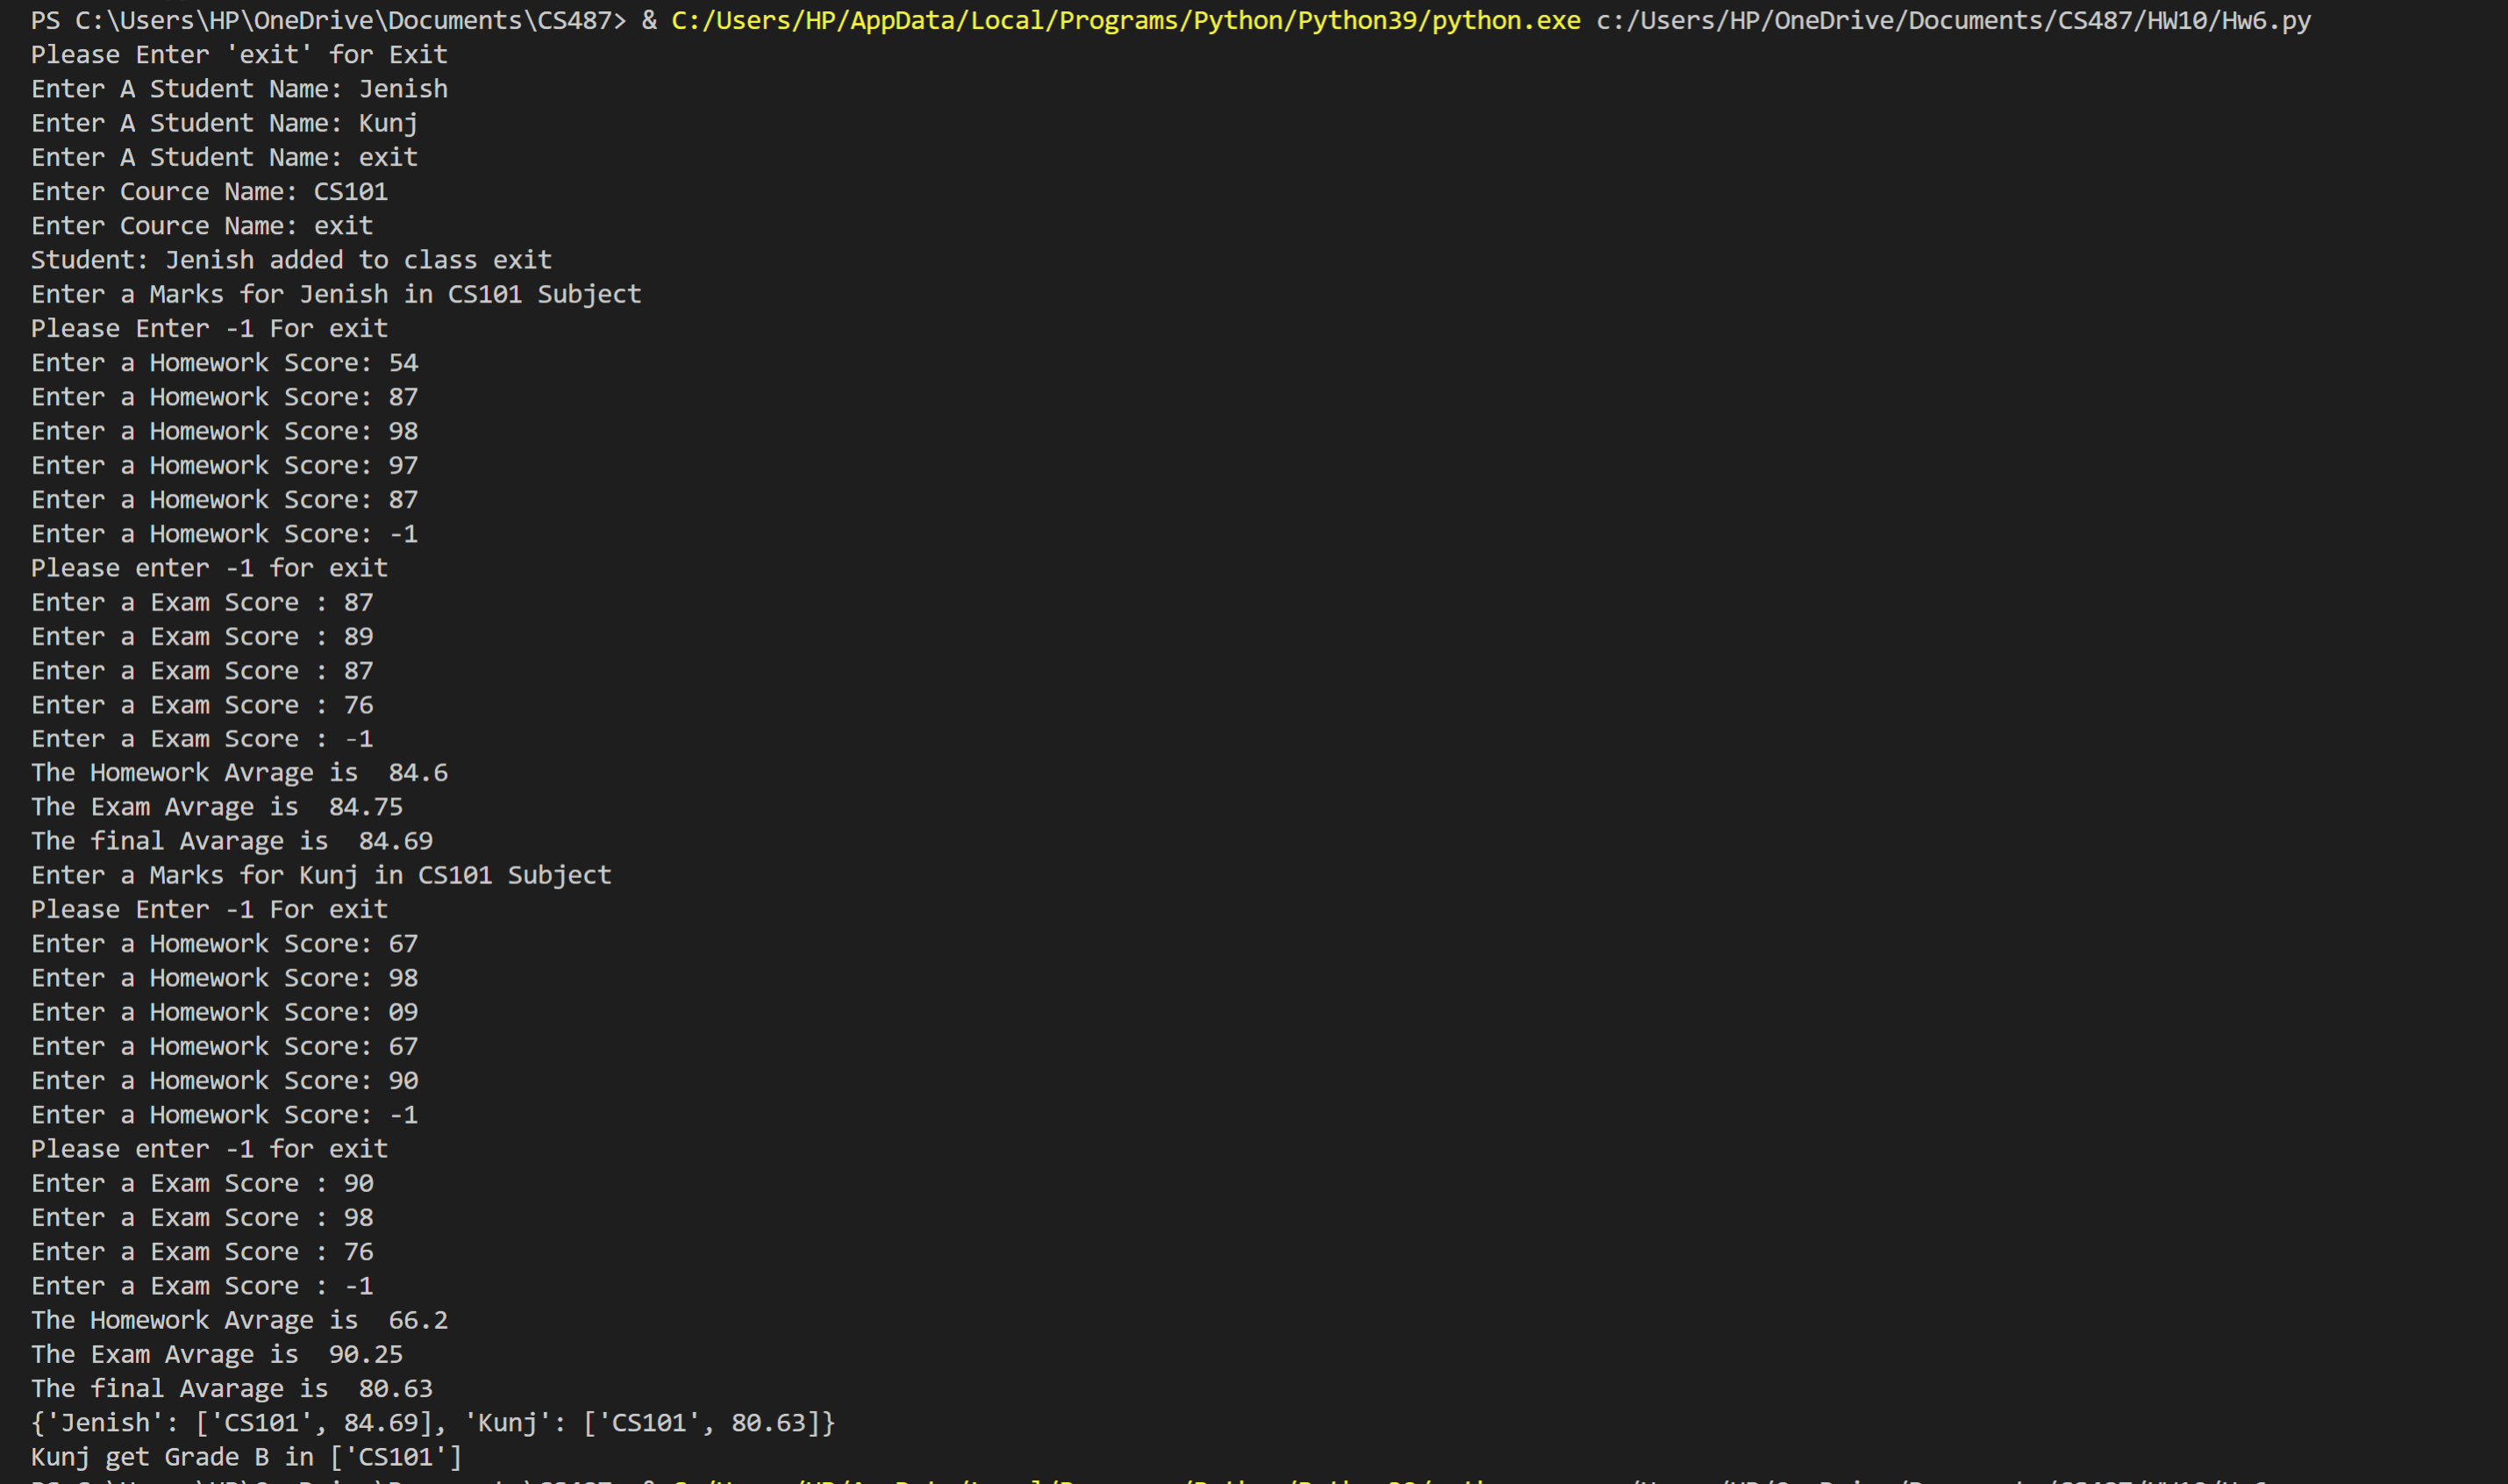 PS C:\Users\HP\OneDrive\Documents\CS487> & C:/Users/HP/AppData/Local/Programs/Python/Python39/python.exe c:/Users/HP/OneDrive/Documents/CS487/HW10/Hw6.py
Please Enter 'exit' for Exit
Enter A Student Name: Jenish
Enter A Student Name: Kunj
Enter A Student Name: exit
Enter Cource Name: CS101
Enter Cource Name: exit
Student: Jenish added to class exit
Enter a Marks for Jenish in CS101 Subject
Please Enter -1 For exit
Enter a Homework Score: 54
Enter a Homework Score: 87
Enter a Homework Score: 98
Enter a Homework Score: 97
Enter a Homework Score: 87
Enter a Homework Score: -1
Please enter -1 for exit
Enter a Exam Score : 87
Enter a Exam Score : 89
Enter a Exam Score : 87
Enter a Exam Score : 76
Enter a Exam Score : -1
The Homework Avrage is  84.6
The Exam Avrage is  84.75
The final Avarage is  84.69
Enter a Marks for Kunj in CS101 Subject
Please Enter -1 For exit
Enter a Homework Score: 67
Enter a Homework Score: 98
Enter a Homework Score: 09
Enter a Homework Score: 67
Enter a Homework Score: 90
Enter a Homework Score: -1
Please enter -1 for exit
Enter a Exam Score : 90
Enter a Exam Score : 98
Enter a Exam Score : 76
Enter a Exam Score : -1
The Homework Avrage is  66.2
The Exam Avrage is  90.25
The final Avarage is  80.63
{'Jenish': ['CS101', 84.69], 'Kunj': ['CS101', 80.63]}
Kunj get Grade B in ['CS101']